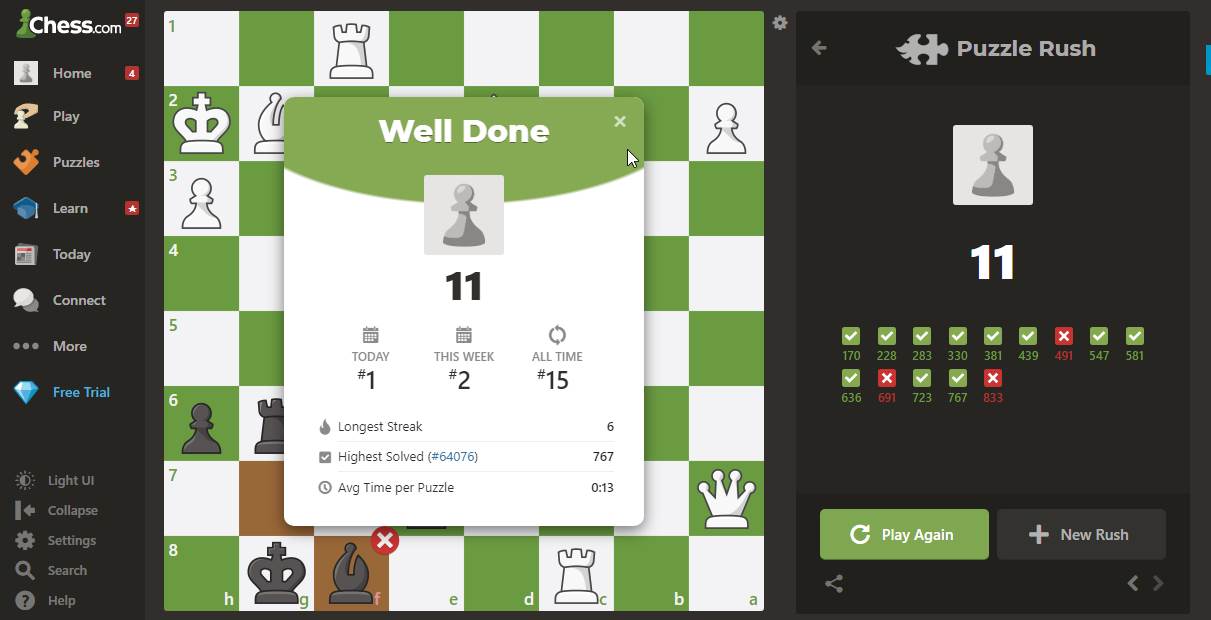 Chess.com 27
Home 4
Play
Puzzles
Learn
Today
Connect
More
Free Trial
Light UI
Collapse
Settings
Search
Help
1
2
3
4
5
6
7
8
h g f e d c b a
Well Done
11
TODAY THIS WEEK ALL TIME
#1 #2 #15
Longest Streak 6
Highest Solved (#64076) 767
Avg Time per Puzzle 0:13
Puzzle Rush
11
170 228 283 330 381 439 491 547 581
636 691 723 767 833
Play Again New Rush